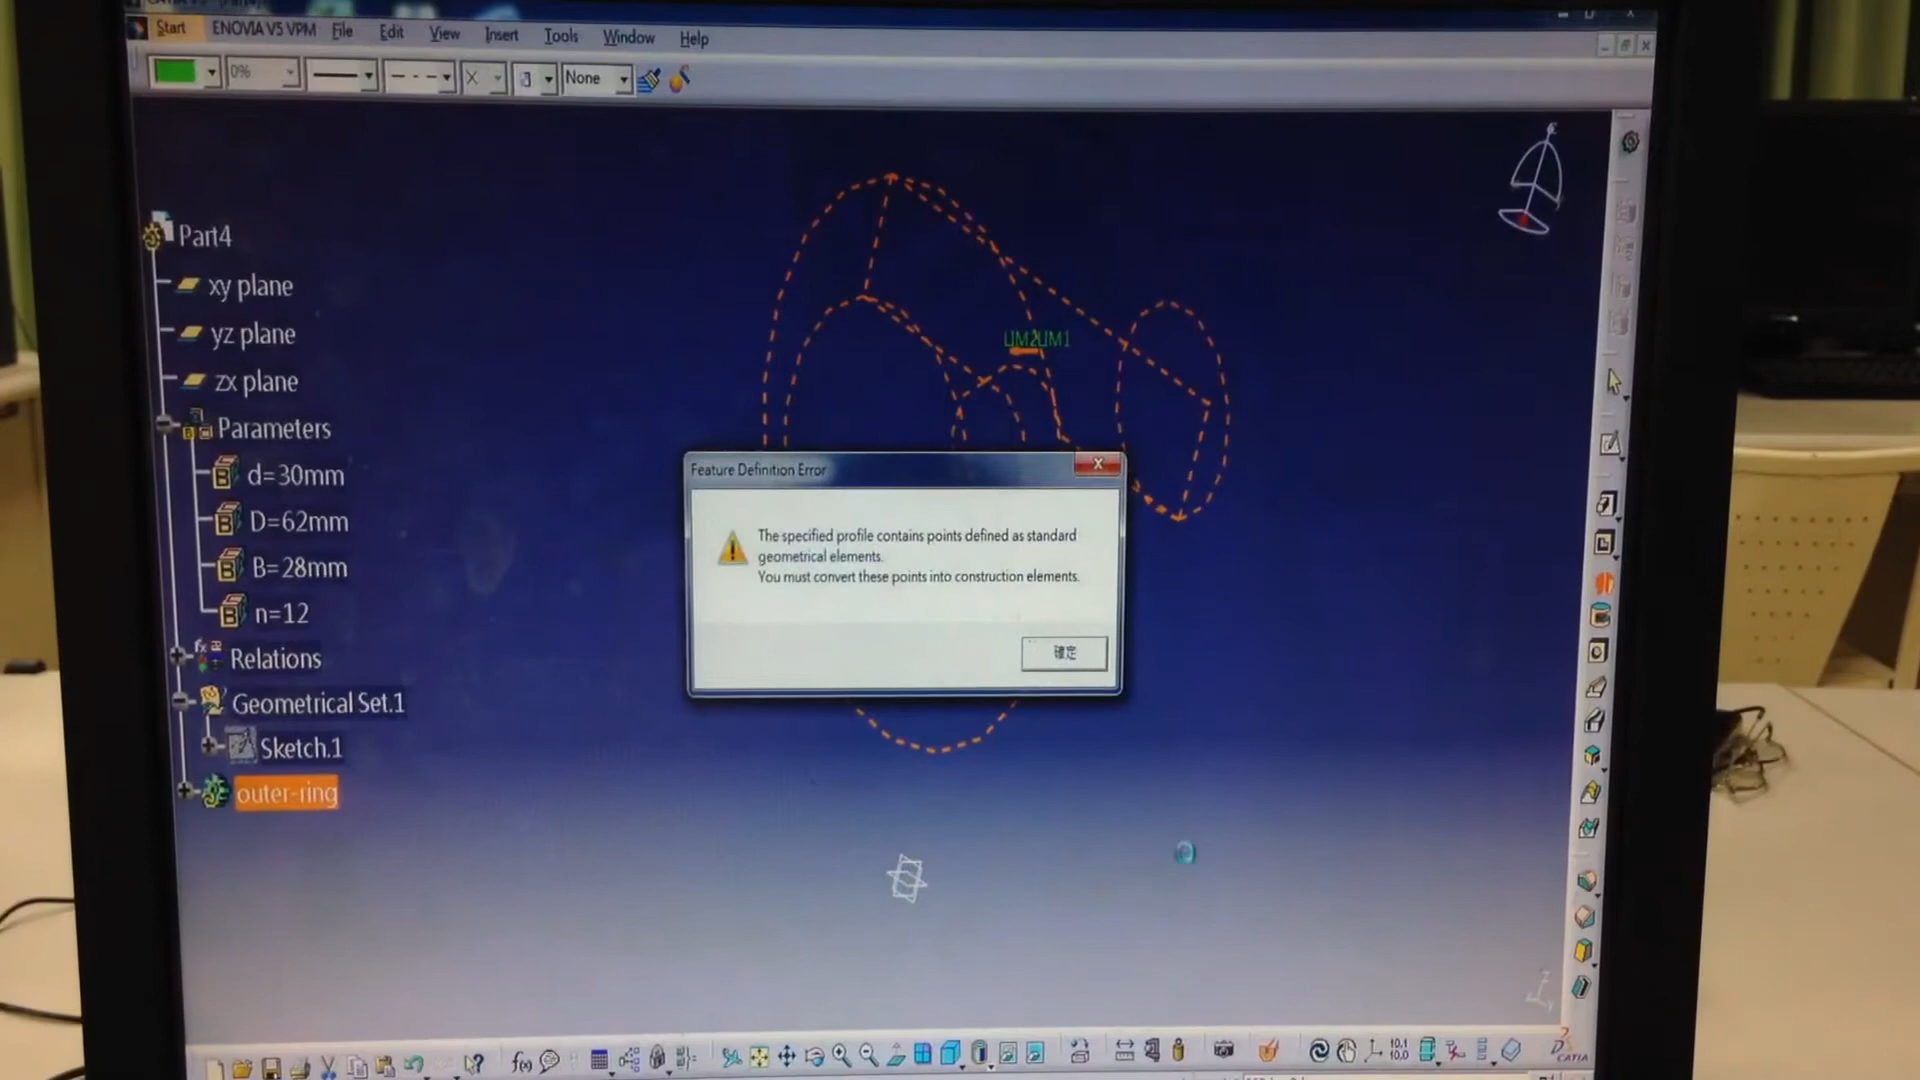 Start ENOVIA V5 VPM File Edit View Insert Tools Window Help
0% None
Part4
xy plane
yz plane
zx plane
Parameters
d=30mm
D=62mm
B=28mm
n=12
Relations
Geometrical Set.1
Sketch.1
outer-ring
Feature Definition Error
The specified profile contains points defined as standard
geometrical elements.
You must convert these points into construction elements.
確定
CATIA